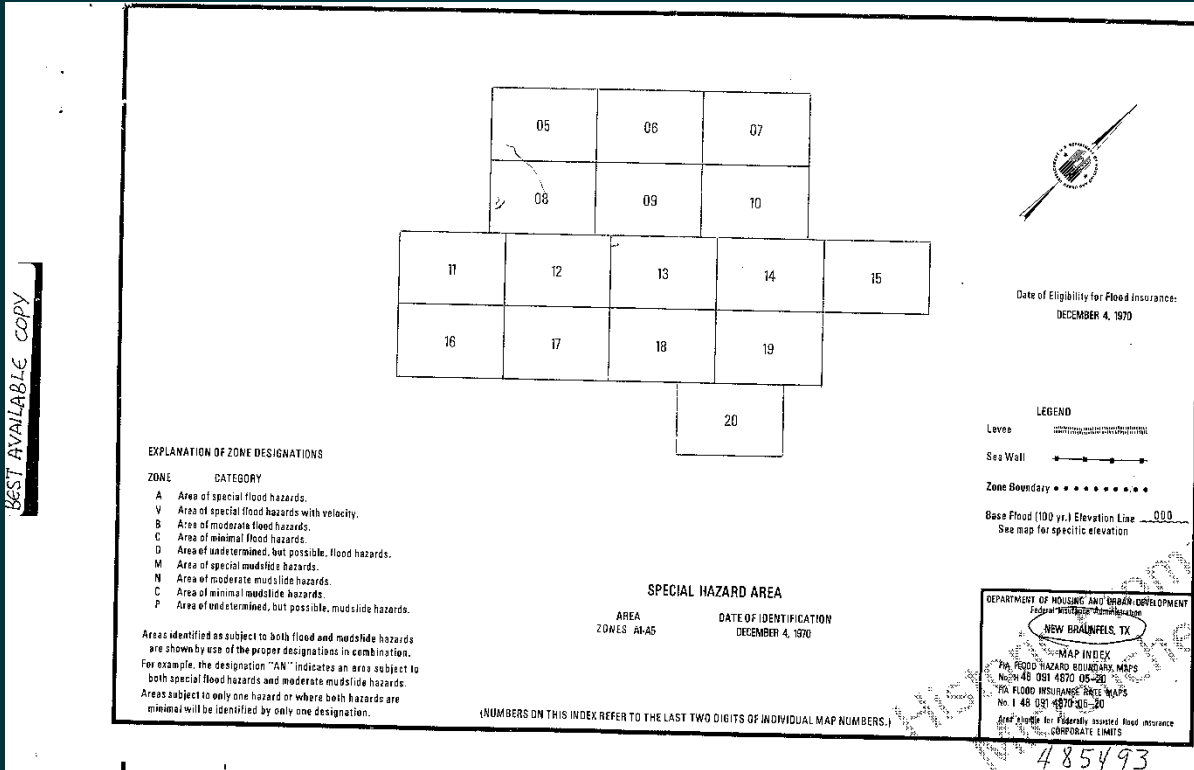 BEST AVAILABLE COPY
05 06 07
08 09 10
11 12 13 14 15
16 17 18 19
20
Date of Eligibility for Flood Insurance:
DECEMBER 4, 1970
LEGEND
Levee
Sea Wall
Zone Boundary
Base Flood (100 yr.) Elevation Line 000
See map for specific elevation
EXPLANATION OF ZONE DESIGNATIONS
ZONE CATEGORY
A Area of special flood hazards.
V Area of special flood hazards with velocity.
B Area of moderate flood hazards.
C Area of minimal flood hazards.
D Area of undetermined, but possible, flood hazards.
M Area of special mudslide hazards.
N Area of moderate mudslide hazards.
C Area of minimal mudslide hazards.
P Area of undetermined, but possible, mudslide hazards.
Areas identified as subject to both flood and mudslide hazards
are shown by use of the proper designations in combination.
For example, the designation "AN" indicates an area subject to
both special flood hazards and moderate mudslide hazards.
Areas subject to only one hazard or where both hazards are
minimal will be identified by only one designation.
SPECIAL HAZARD AREA
AREA DATE OF IDENTIFICATION
ZONES A1-A5 DECEMBER 4, 1970
(NUMBERS ON THIS INDEX REFER TO THE LAST TWO DIGITS OF INDIVIDUAL MAP NUMBERS.)
DEPARTMENT OF HOUSING AND URBAN DEVELOPMENT
Federal Insurance Administration
NEW BRAUNFELS, TX
MAP INDEX
FIA FLOOD HAZARD BOUNDARY MAPS
No. H 48 091 4870 05-20
FIA FLOOD INSURANCE RATE MAPS
No. I 48 091 4870 05-20
Area eligible for Federally assisted flood insurance
CORPORATE LIMITS
485493